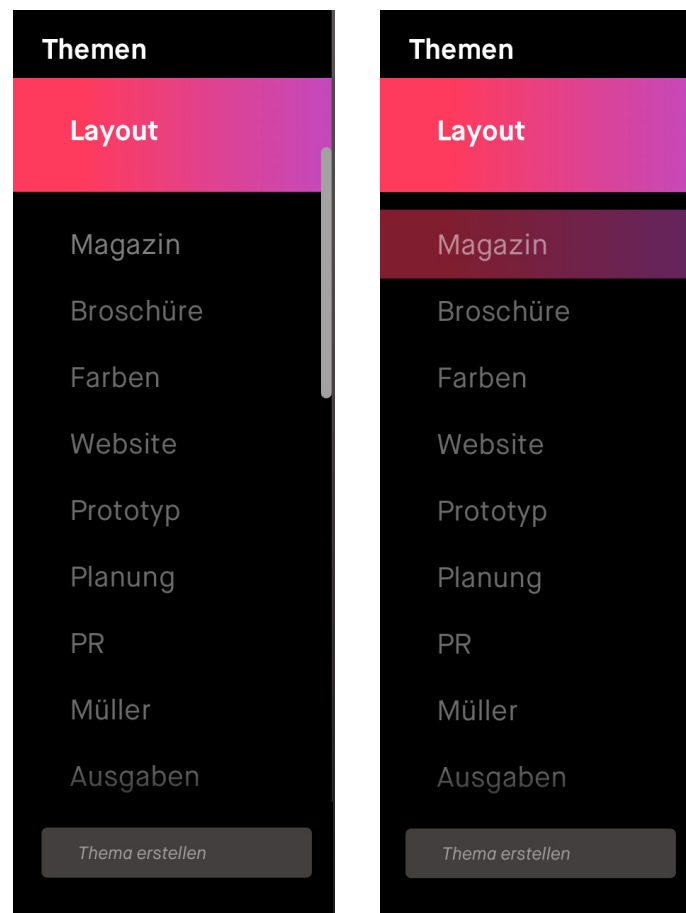 Themen
Layout
Magazin
Broschüre
Farben
Website
Prototyp
Planung
PR
Müller
Ausgaben
Thema erstellen
Themen
Layout
Magazin
Broschüre
Farben
Website
Prototyp
Planung
PR
Müller
Ausgaben
Thema erstellen